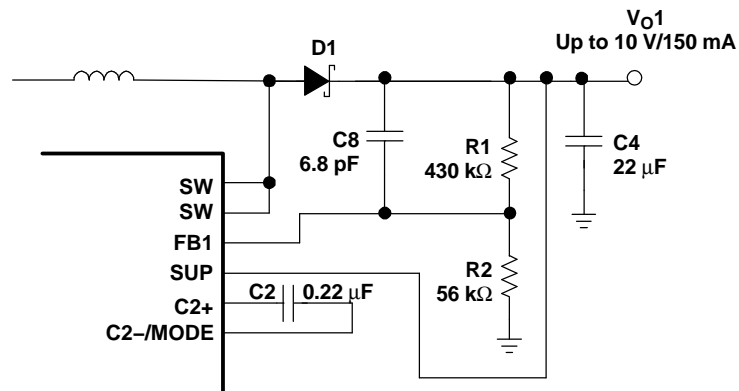 V_O1
Up to 10 V/150 mA
D1
C8
6.8 pF
R1
430 kΩ
C4
22 μF
SW
SW
FB1
SUP
R2
56 kΩ
C2 0.22 μF
C2+
C2–/MODE